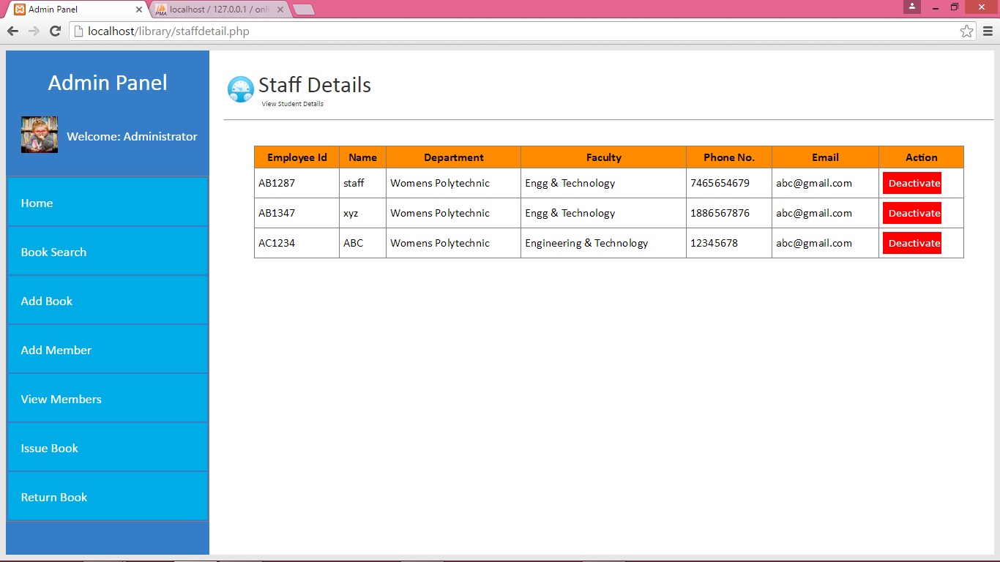 Admin Panel
localhost / 127.0.0.1 / onli
localhost/library/staffdetail.php
Admin Panel
Welcome: Administrator
Home
Book Search
Add Book
Add Member
View Members
Issue Book
Return Book
Staff Details
View Student Details
Employee Id Name Department Faculty Phone No. Email Action
AB1287 staff Womens Polytechnic Engg & Technology 7465654679 abc@gmail.com Deactivate
AB1347 xyz Womens Polytechnic Engg & Technology 1886567876 abc@gmail.com Deactivate
AC1234 ABC Womens Polytechnic Engineering & Technology 12345678 abc@gmail.com Deactivate